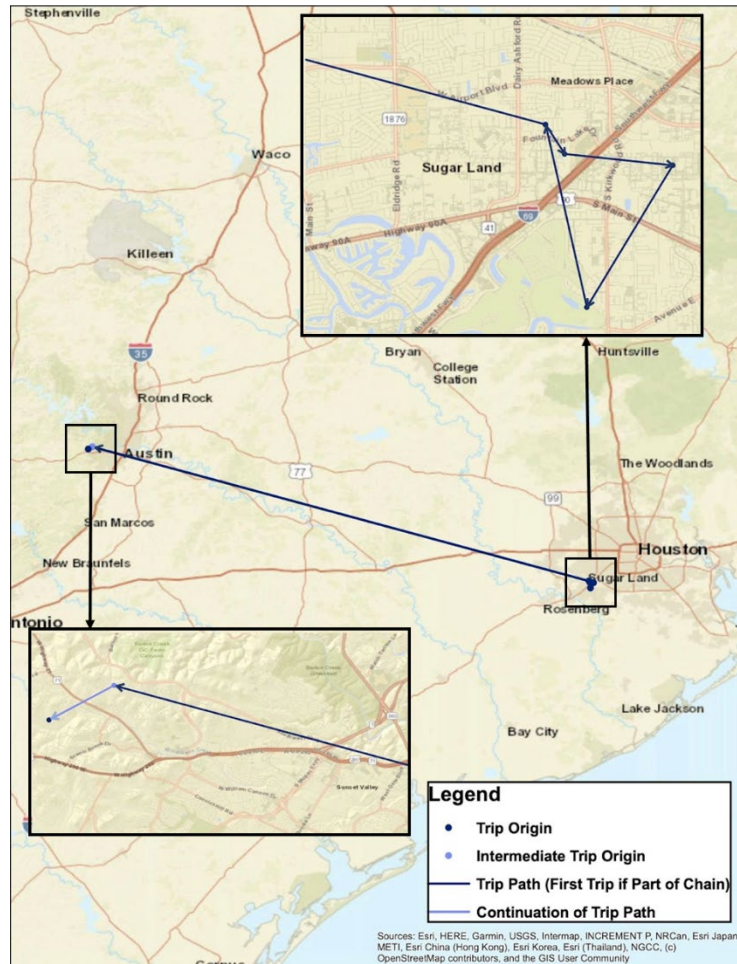 Stephenville
Waco
Killeen
35
Round Rock
Austin
San Marcos
New Braunfels
ntonio
Bryan
College
Station
77
Huntsville
The Woodlands
99
Houston
Sugar Land
Rosenberg
Lake Jackson
Bay City
Dairy Ashford Rd
Meadows Place
W Airport Blvd
1876
Fountain Lake Dr
Sugar Land
Eldridge Rd
Main St
Highway 90A
41
69
90
S Kirkwood Rd
S Main St
Avenue E
Sunset Valley
Legend
Trip Origin
Intermediate Trip Origin
Trip Path (First Trip if Part of Chain)
Continuation of Trip Path
Sources: Esri, HERE, Garmin, USGS, Intermap, INCREMENT P, NRCan, Esri Japan
METI, Esri China (Hong Kong), Esri Korea, Esri (Thailand), NGCC, (c)
OpenStreetMap contributors, and the GIS User Community